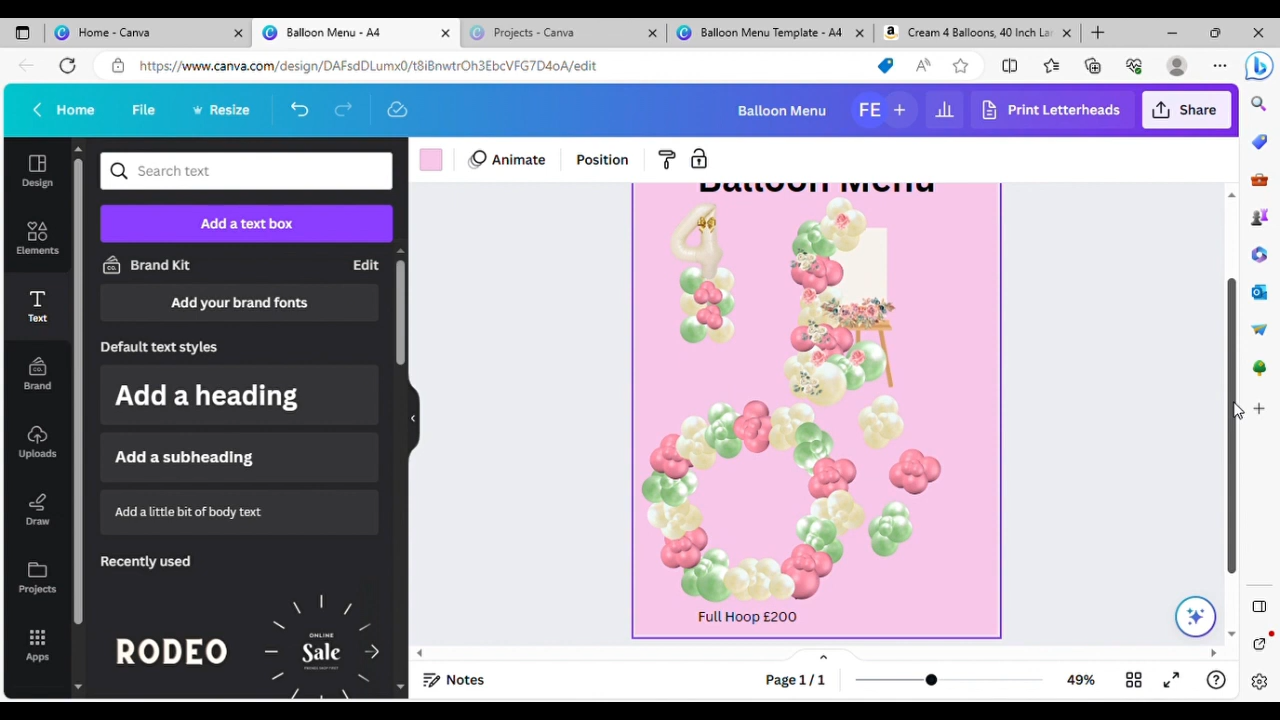 Home - Canva
Balloon Menu - A4
Projects - Canva
Balloon Menu Template - A4
Cream 4 Balloons, 40 Inch La
https://www.canva.com/design/DAFsdDLumx0/t8iBnwtrOh3EbcVFG7D4oA/edit
Home
File
Resize
Balloon Menu
FE
Print Letterheads
Share
Design
Elements
Text
Brand
Uploads
Draw
Projects
Apps
Search text
Add a text box
Brand Kit
Edit
Add your brand fonts
Default text styles
Add a heading
Add a subheading
Add a little bit of body text
Recently used
RODEO
ONLINE
Sale
Animate
Position
Balloon Menu
Full Hoop £200
Notes
Page 1 / 1
49%